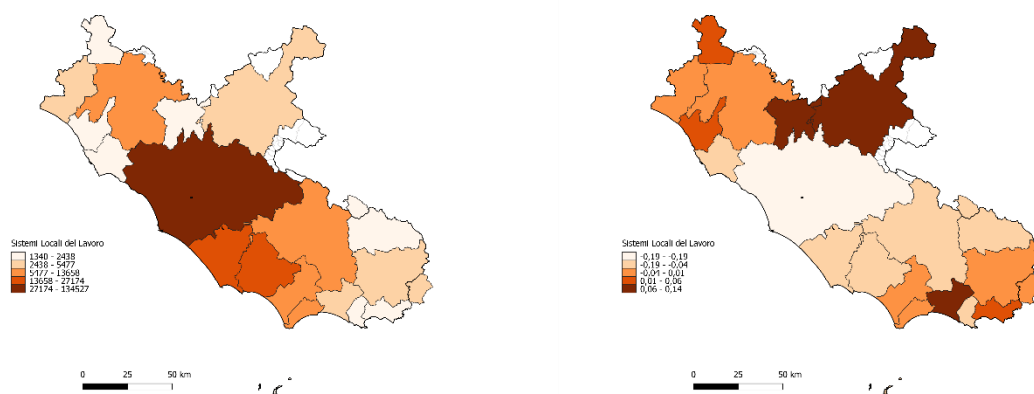 Sistemi Locali del Lavoro
1340 - 2438
2438 - 5477
5477 - 13658
13658 - 27174
27174 - 134527
0 25 50 km
Sistemi Locali del Lavoro
-0,19 - -0,19
-0,19 - -0,04
-0,04 - 0,01
0,01 - 0,06
0,06 - 0,14
0 25 50 km